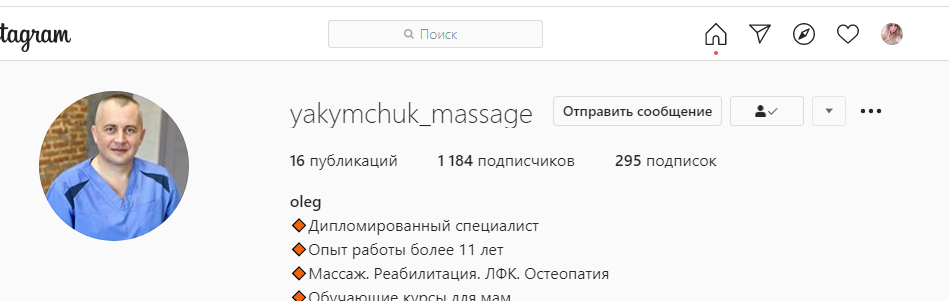 stagram
Поиск
yakymchuk_massage
Отправить сообщение
16 публикаций 1 184 подписчиков 295 подписок
oleg
🔸Дипломированный специалист
🔸Опыт работы более 11 лет
🔸Массаж. Реабилитация. ЛФК. Остеопатия
🔸Обучающие курсы для мам